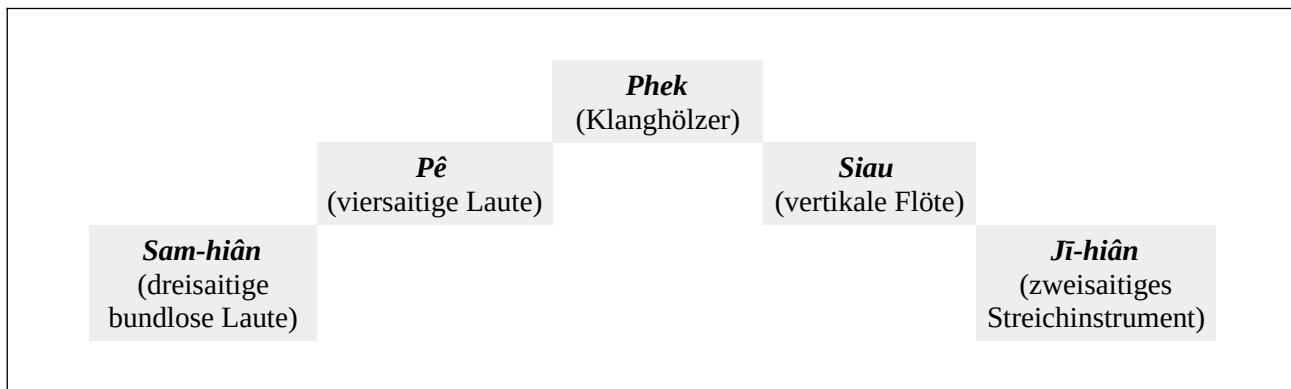 Phek
(Klanghölzer)
Pê
(viersaitige Laute)
Siau
(vertikale Flöte)
Sam-hiân
(dreisaitige
bundlose Laute)
Jī-hiân
(zweisaitiges
Streichinstrument)